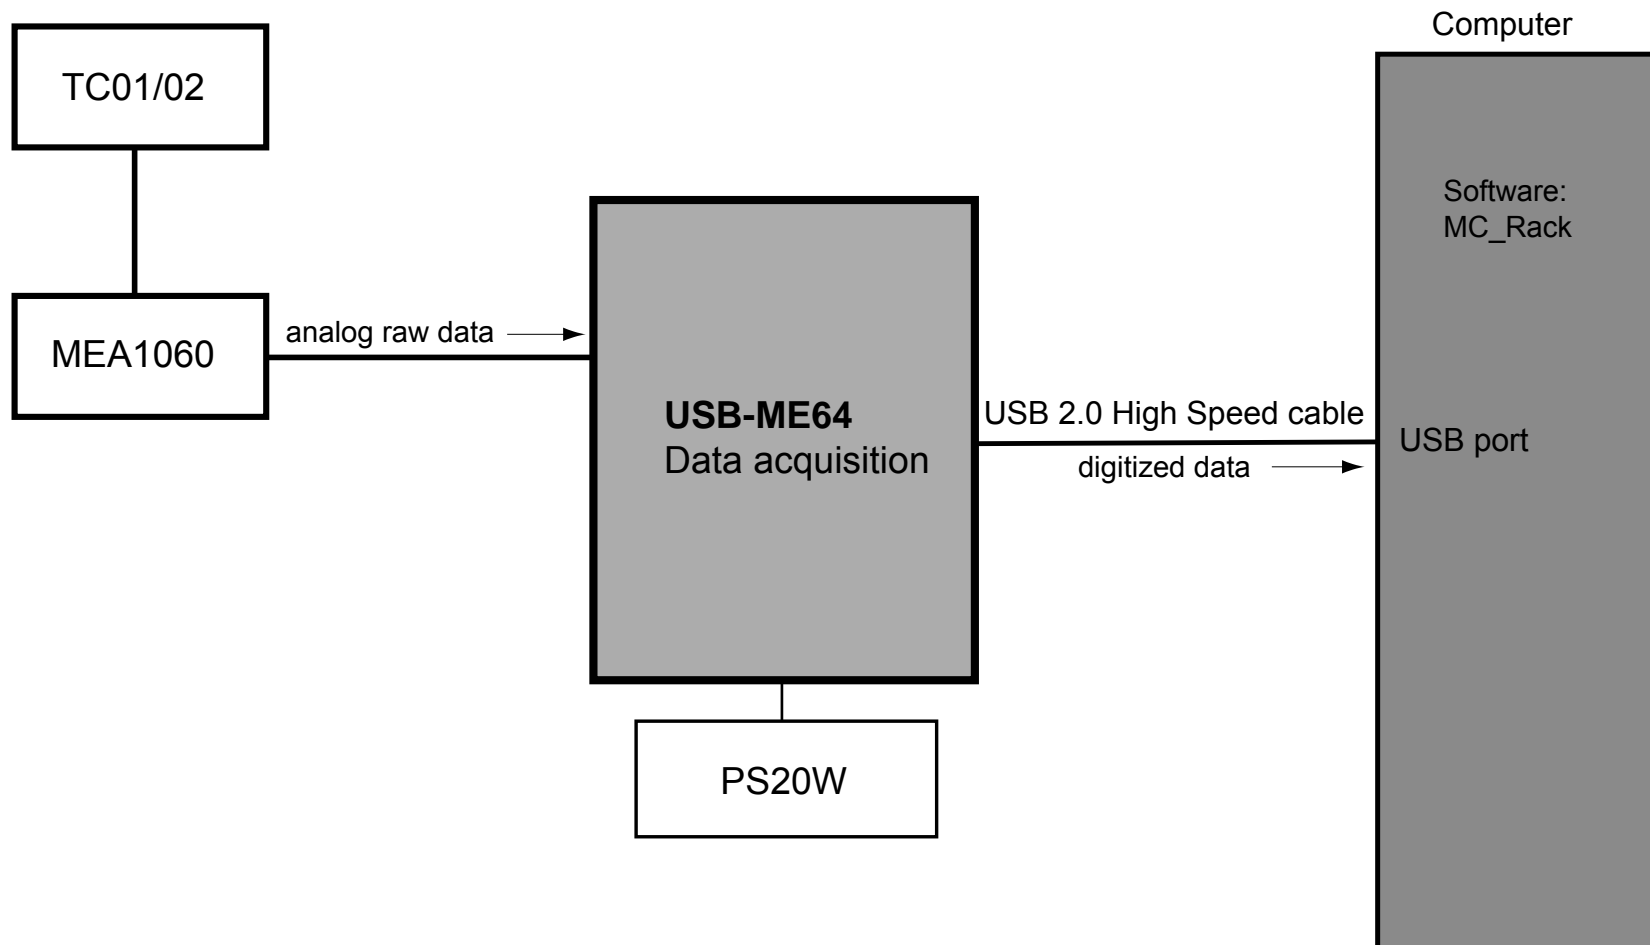 Computer
TC01/02
Software:
MC_Rack
analog raw data
MEA1060
USB-ME64
Data acquisition
USB 2.0 High Speed cable
digitized data
USB port
PS20W